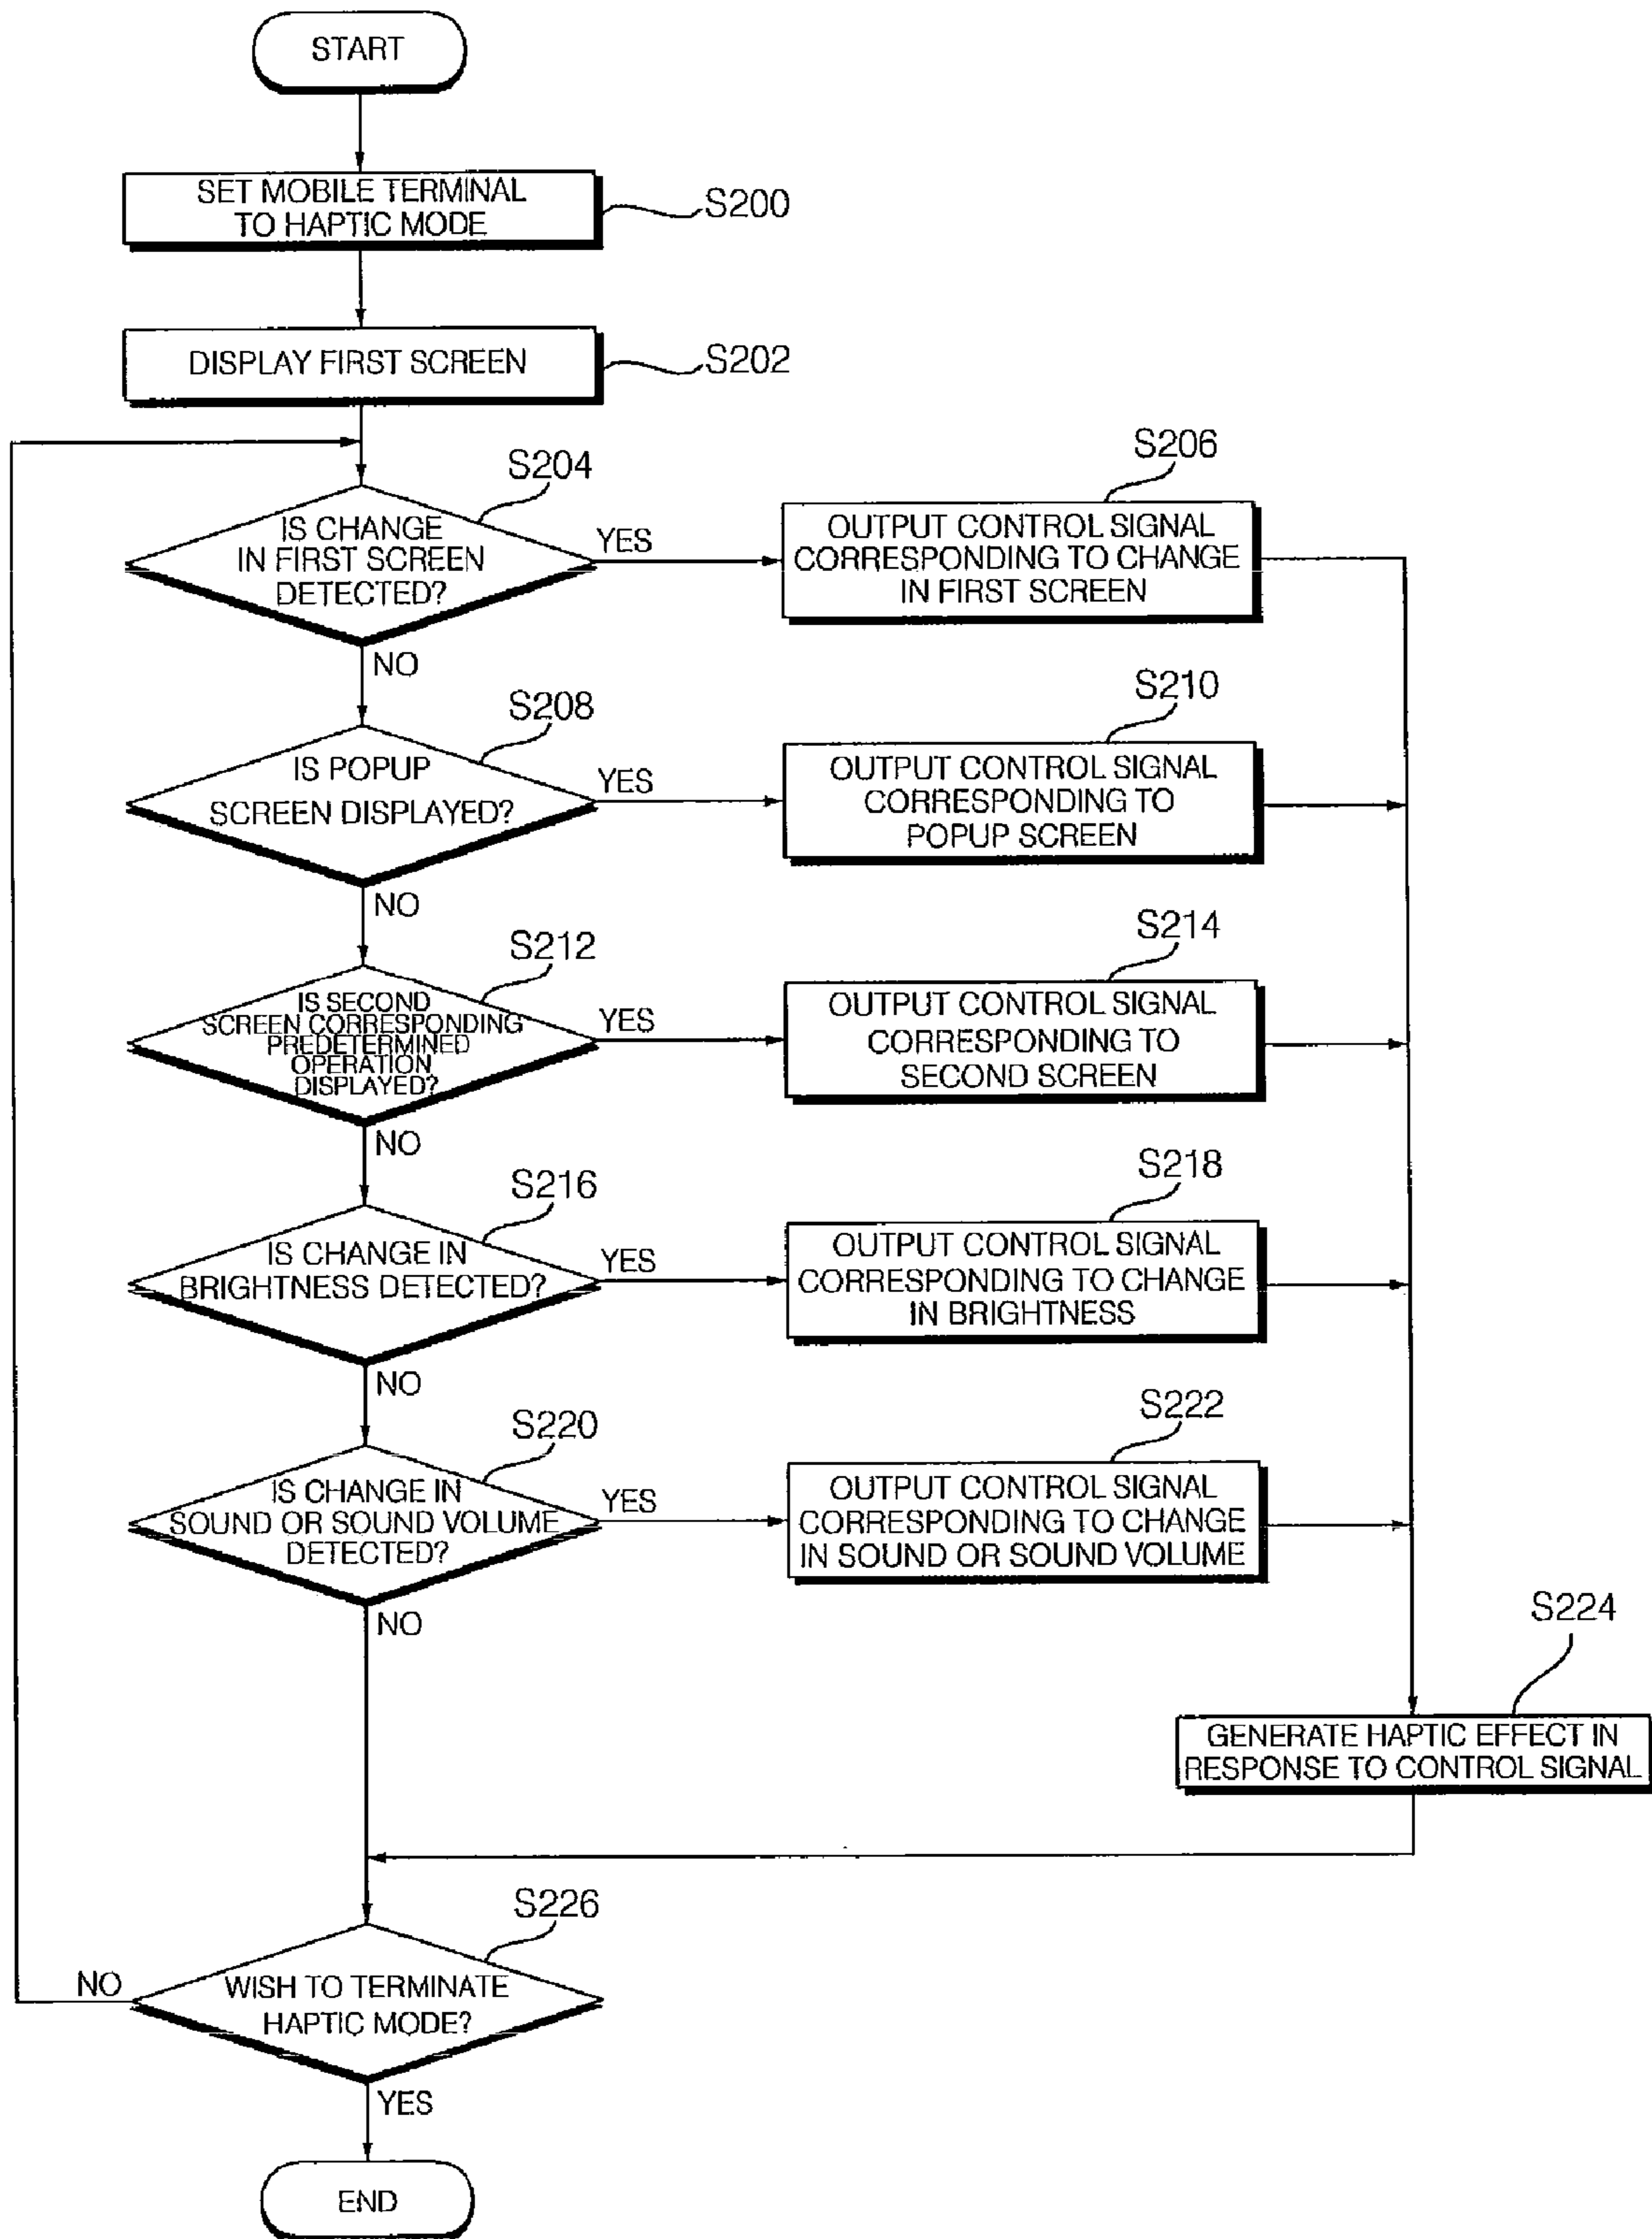 START
SET MOBILE TERMINAL
TO HAPTIC MODE
S200
DISPLAY FIRST SCREEN
S202
S204
IS CHANGE
IN FIRST SCREEN
DETECTED?
YES
NO
S206
OUTPUT CONTROL SIGNAL
CORRESPONDING TO CHANGE
IN FIRST SCREEN
S208
IS POPUP
SCREEN DISPLAYED?
YES
NO
S210
OUTPUT CONTROL SIGNAL
CORRESPONDING TO
POPUP SCREEN
S212
IS SECOND
SCREEN CORRESPONDING
PREDETERMINED
OPERATION
DISPLAYED?
YES
NO
S214
OUTPUT CONTROL SIGNAL
CORRESPONDING TO
SECOND SCREEN
S216
IS CHANGE IN
BRIGHTNESS DETECTED?
YES
NO
S218
OUTPUT CONTROL SIGNAL
CORRESPONDING TO CHANGE
IN BRIGHTNESS
S220
IS CHANGE IN
SOUND OR SOUND VOLUME
DETECTED?
YES
NO
S222
OUTPUT CONTROL SIGNAL
CORRESPONDING TO CHANGE
IN SOUND OR SOUND VOLUME
S224
GENERATE HAPTIC EFFECT IN
RESPONSE TO CONTROL SIGNAL
S226
WISH TO TERMINATE
HAPTIC MODE?
NO
YES
END